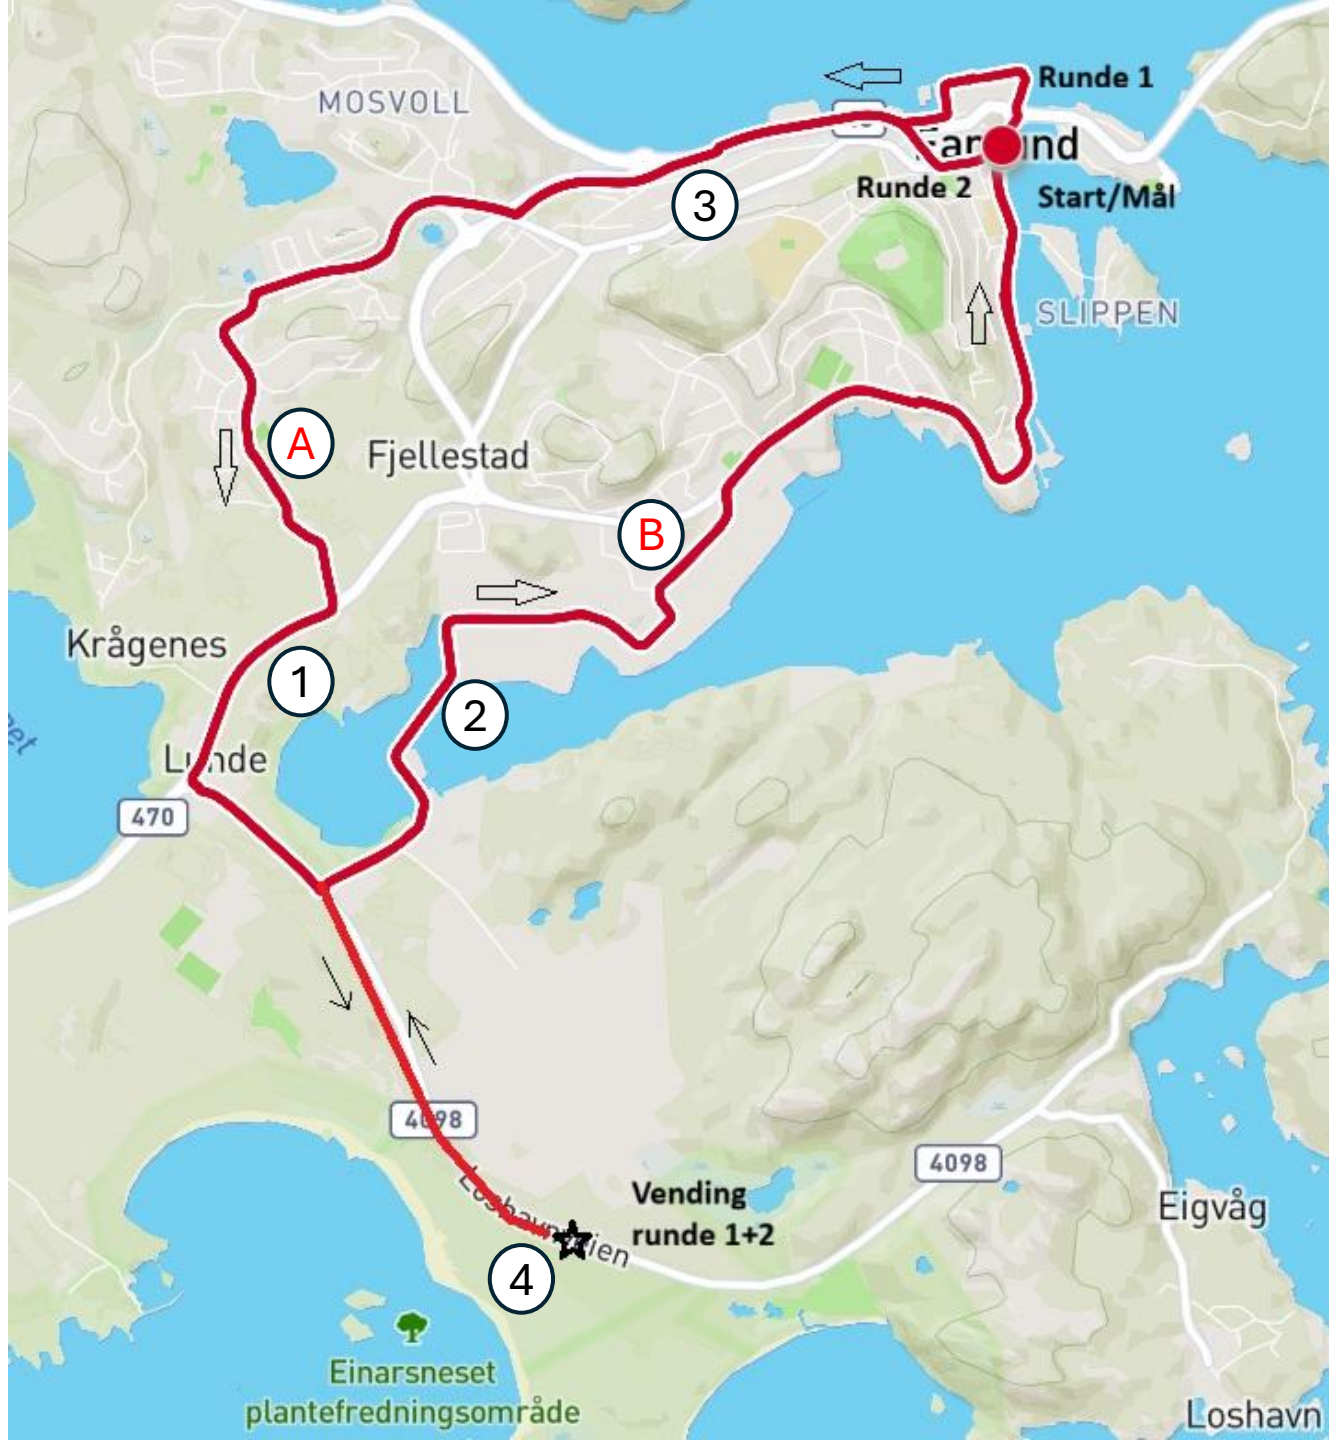 MOSVOLL
Runde 1
Runde 2
Start/Mål
3
SLIPPEN
A
Fjellestad
B
Krågenes
1
2
Lunde
470
4098
4098
Vending
runde 1+2
Eigvåg
4
Einarsneset
plantefredningsområde
Loshavn